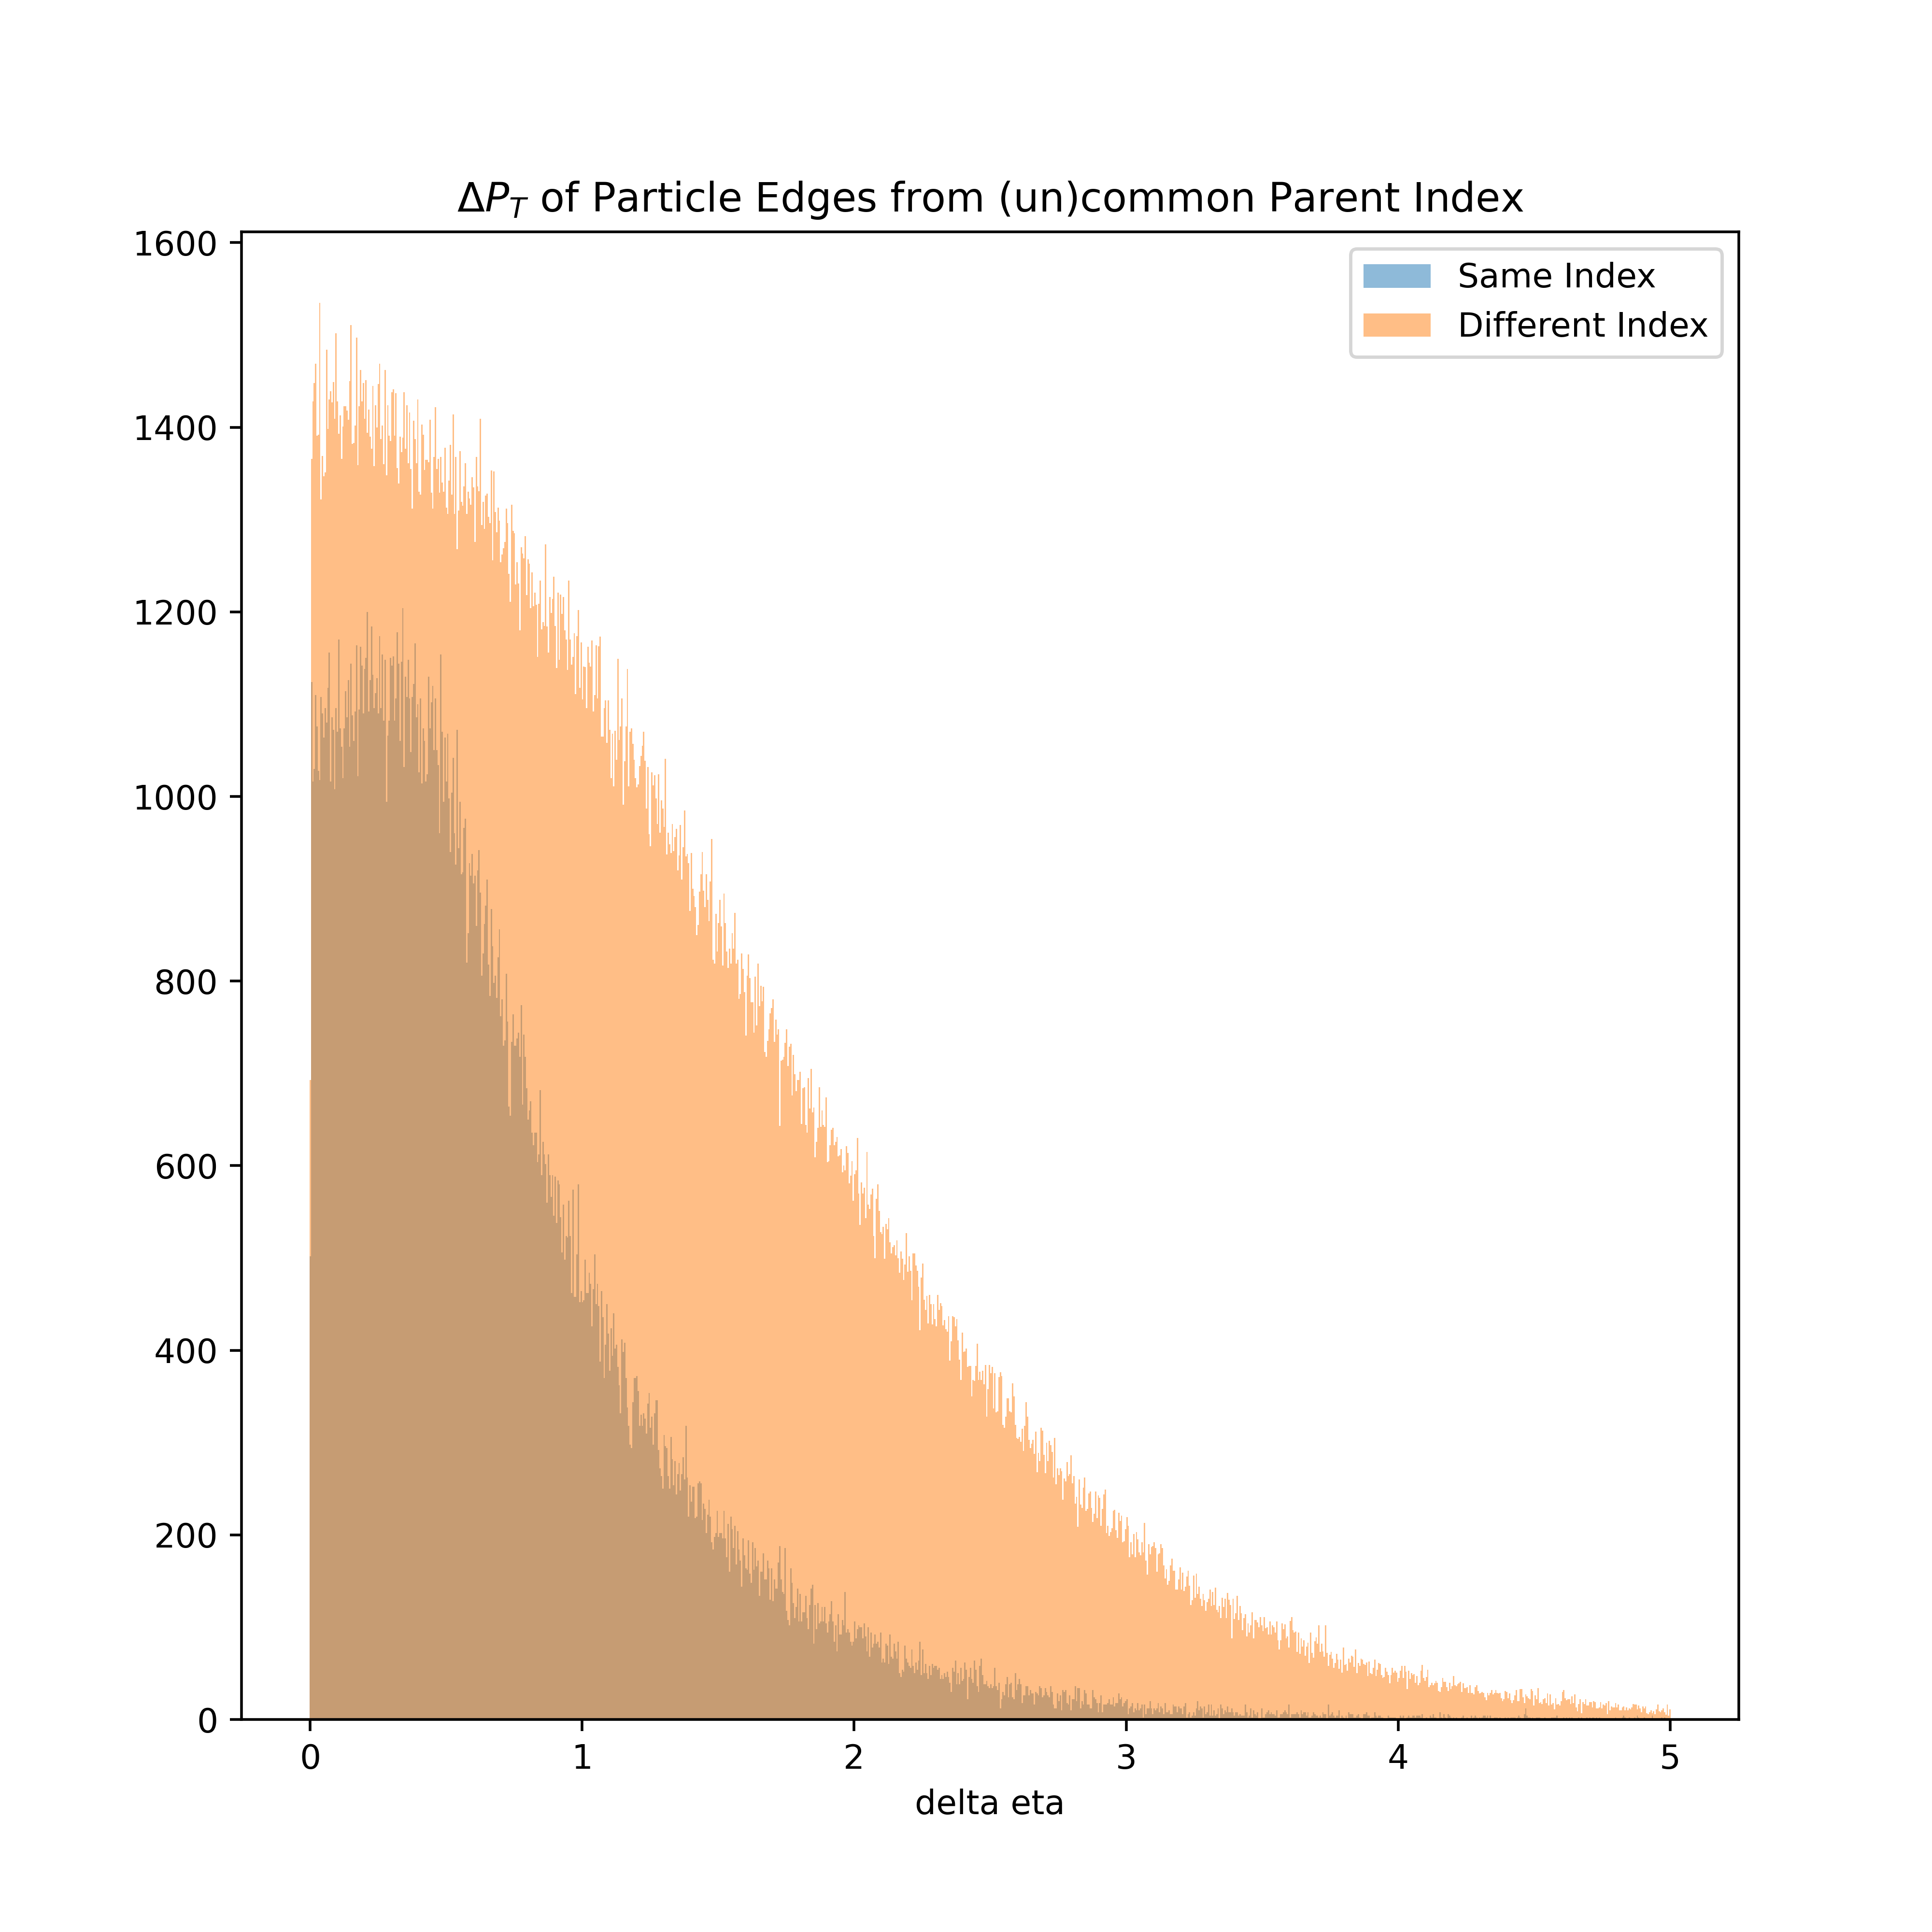 ΔP_T of Particle Edges from (un)common Parent Index
Same Index
Different Index
1600
1400
1200
1000
800
600
400
200
0
0 1 2 3 4 5
delta eta